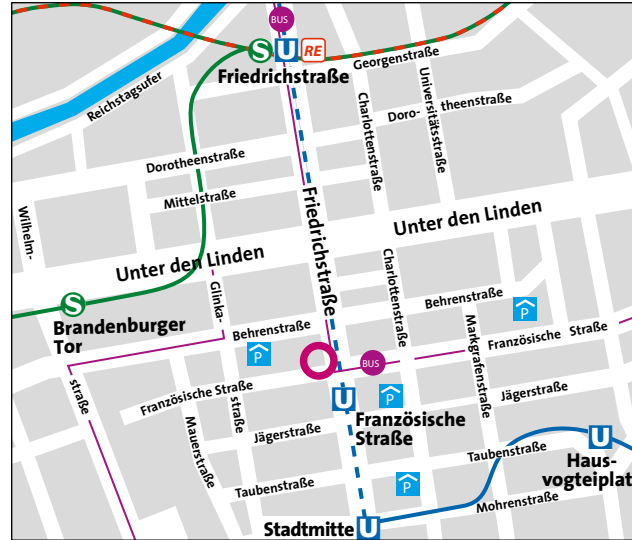 BUS
S U RE
Friedrichstraße
Georgenstraße
Reichstagsufer
Universitätsstraße
Charlottenstraße
Doro-
theenstraße
Dorotheenstraße
Mittelstraße
Friedrichstraße
Wilhelm-
Unter den Linden
Unter den Linden
Charlottenstraße
Glinka-
S
Brandenburger
Tor
Behrenstraße
Behrenstraße
P
Markgrafenstraße
Französische Straße
P
BUS
straße
Französische Straße
straße
Mauerstraße
U
Französische
Straße
P
Jägerstraße
Jägerstraße
U
Haus-
vogteiplat
Taubenstraße
Taubenstraße
P
Mohrenstraße
Stadtmitte U